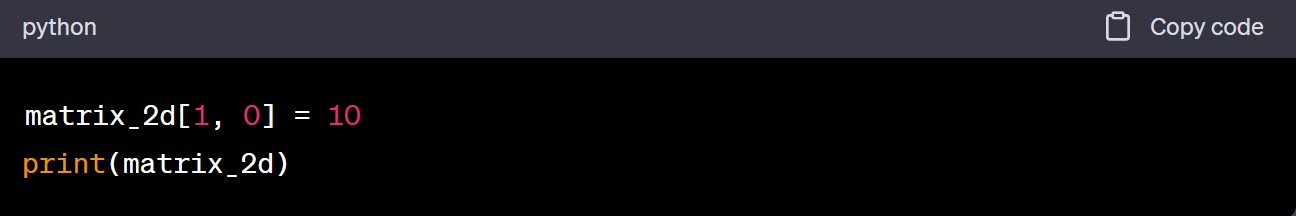 python
Copy code
matrix_2d[1, 0] = 10
print(matrix_2d)